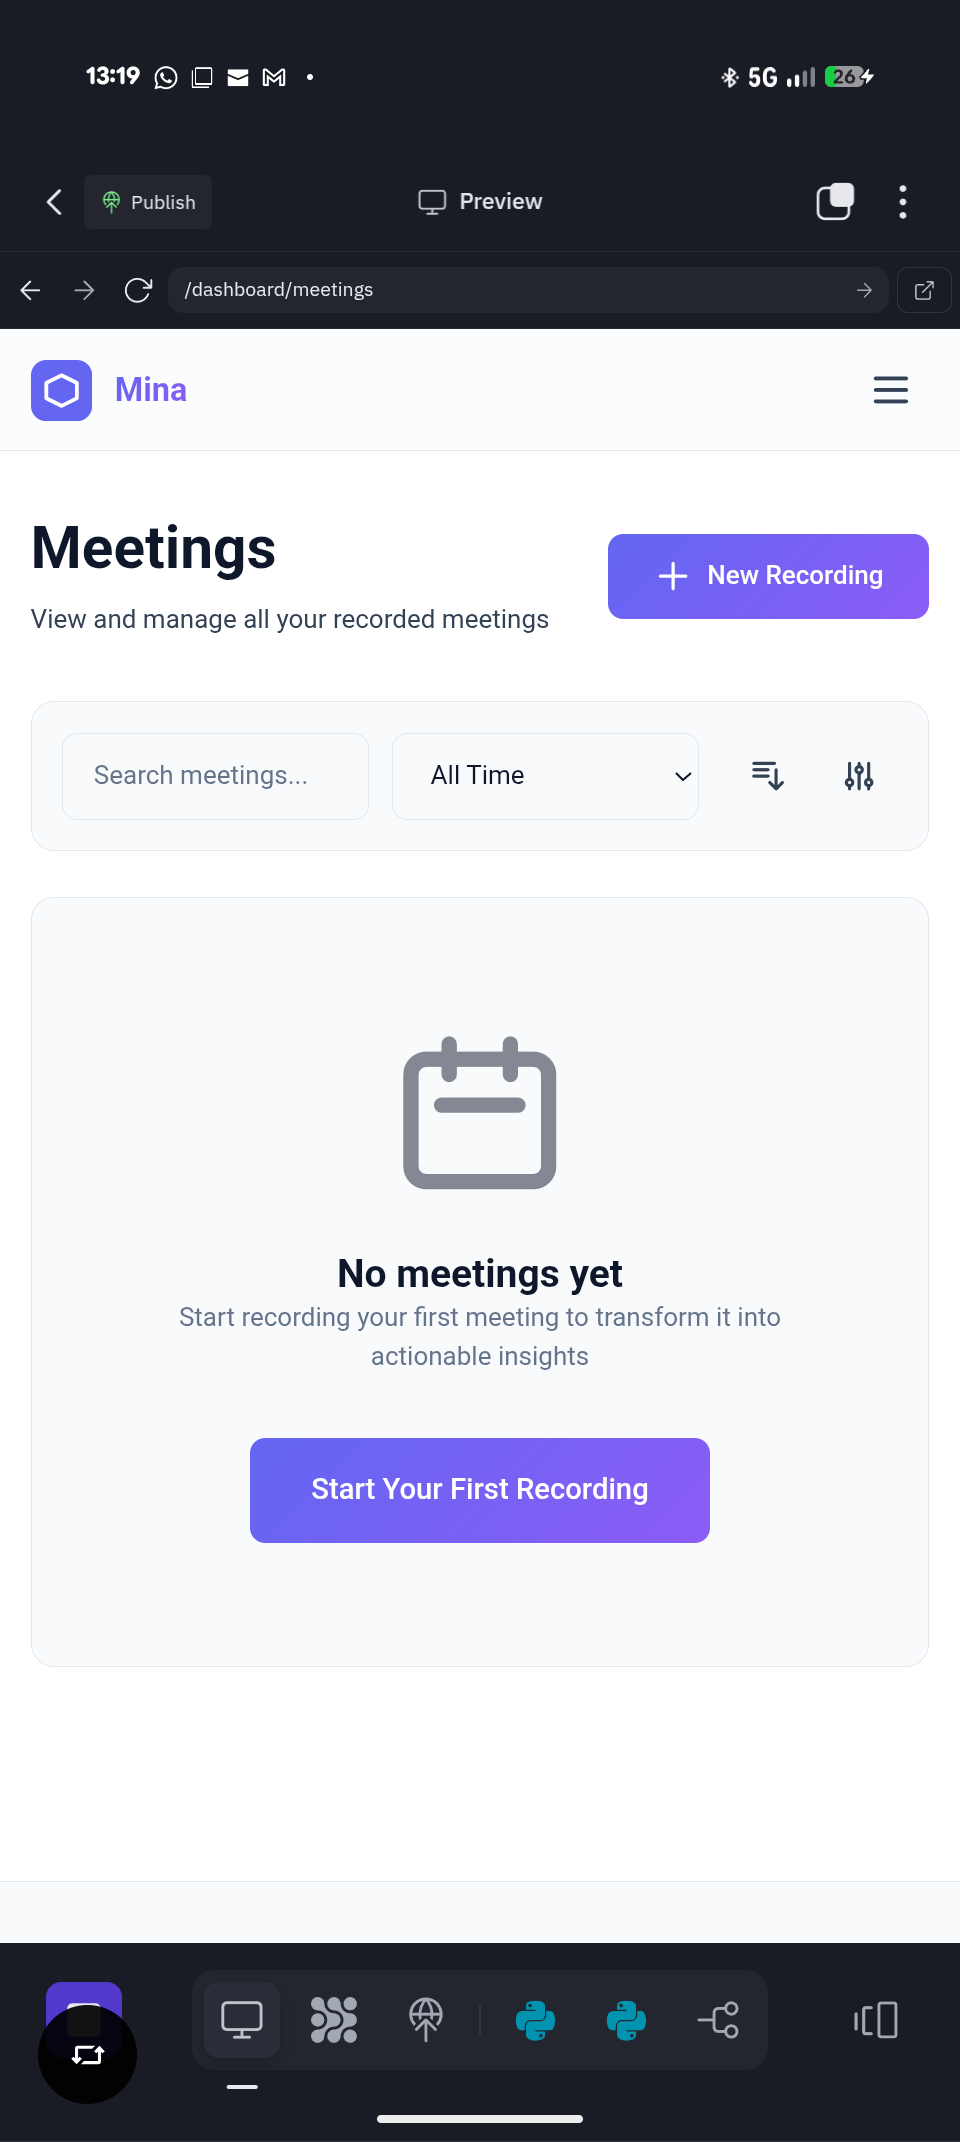 13:19
5G
26
Publish
Preview
/dashboard/meetings
Mina
Meetings
New Recording
View and manage all your recorded meetings
Search meetings...
All Time
No meetings yet
Start recording your first meeting to transform it into
actionable insights
Start Your First Recording